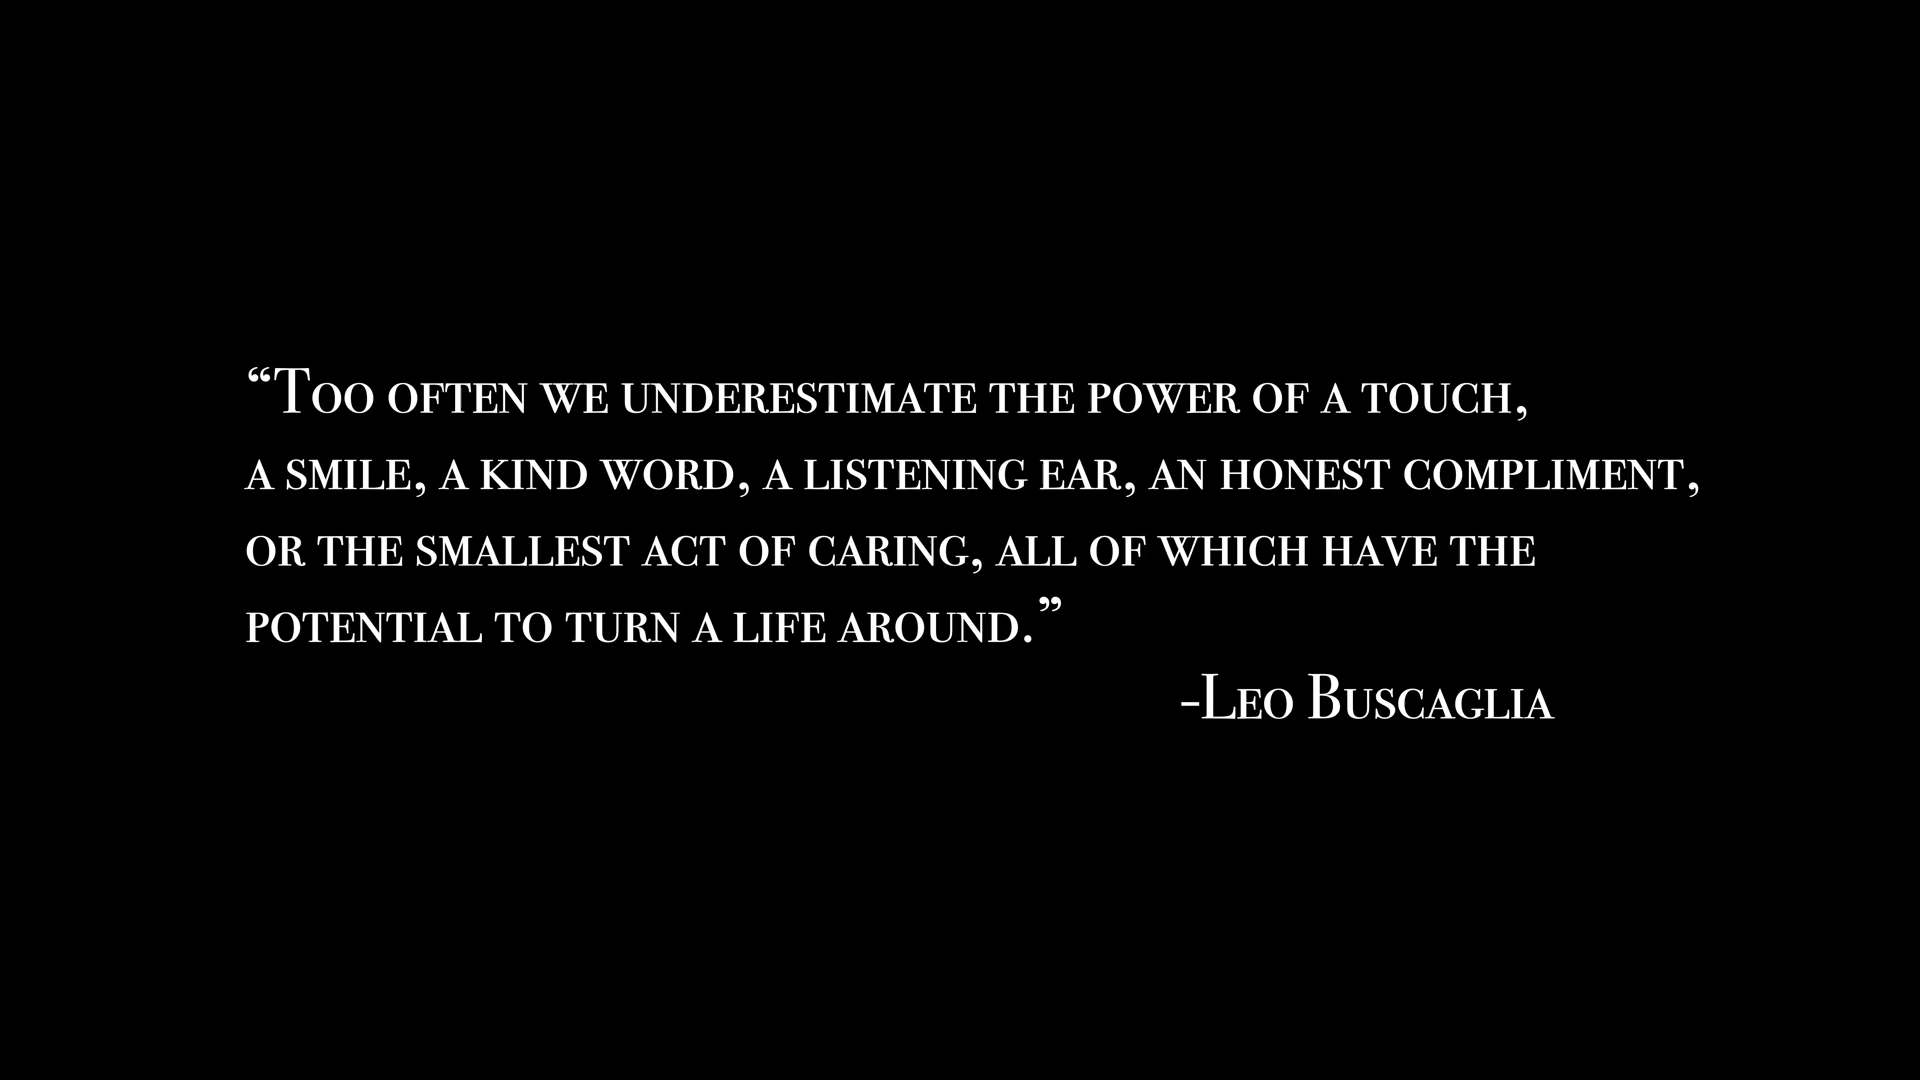 “Too often we underestimate the power of a touch,
a smile, a kind word, a listening ear, an honest compliment,
or the smallest act of caring, all of which have the
potential to turn a life around.”
-Leo Buscaglia